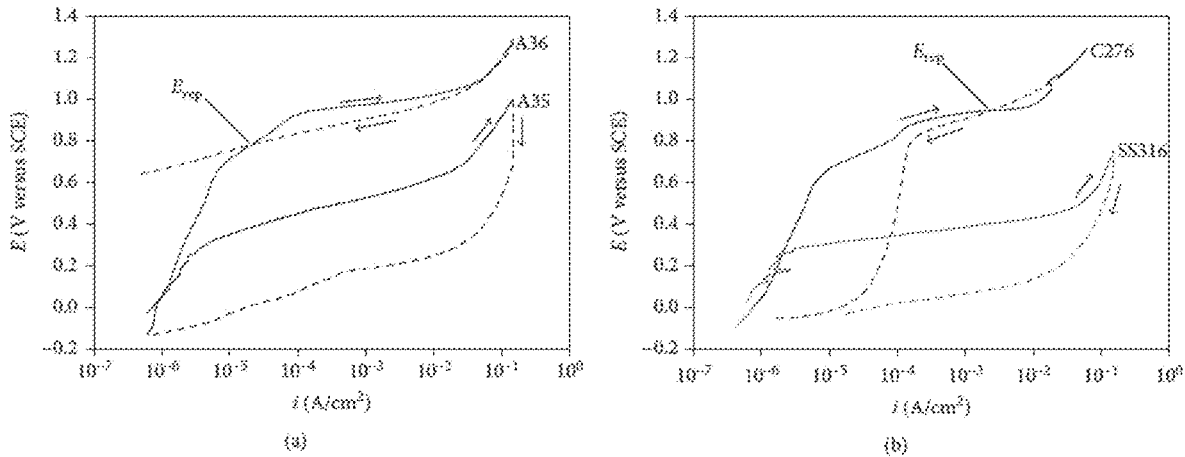 1.4
1.2
1.0
0.8
0.6
0.4
0.2
0.0
−0.2
E (V versus SCE)
E_rep
A36
A35
10⁻⁷ 10⁻⁶ 10⁻⁵ 10⁻⁴ 10⁻³ 10⁻² 10⁻¹ 10⁰
i (A/cm²)
(a)
1.4
1.2
1.0
0.8
0.6
0.4
0.2
0.0
−0.2
E (V versus SCE)
E_rep
C276
SS316
10⁻⁷ 10⁻⁶ 10⁻⁵ 10⁻⁴ 10⁻³ 10⁻² 10⁻¹ 10⁰
i (A/cm²)
(b)